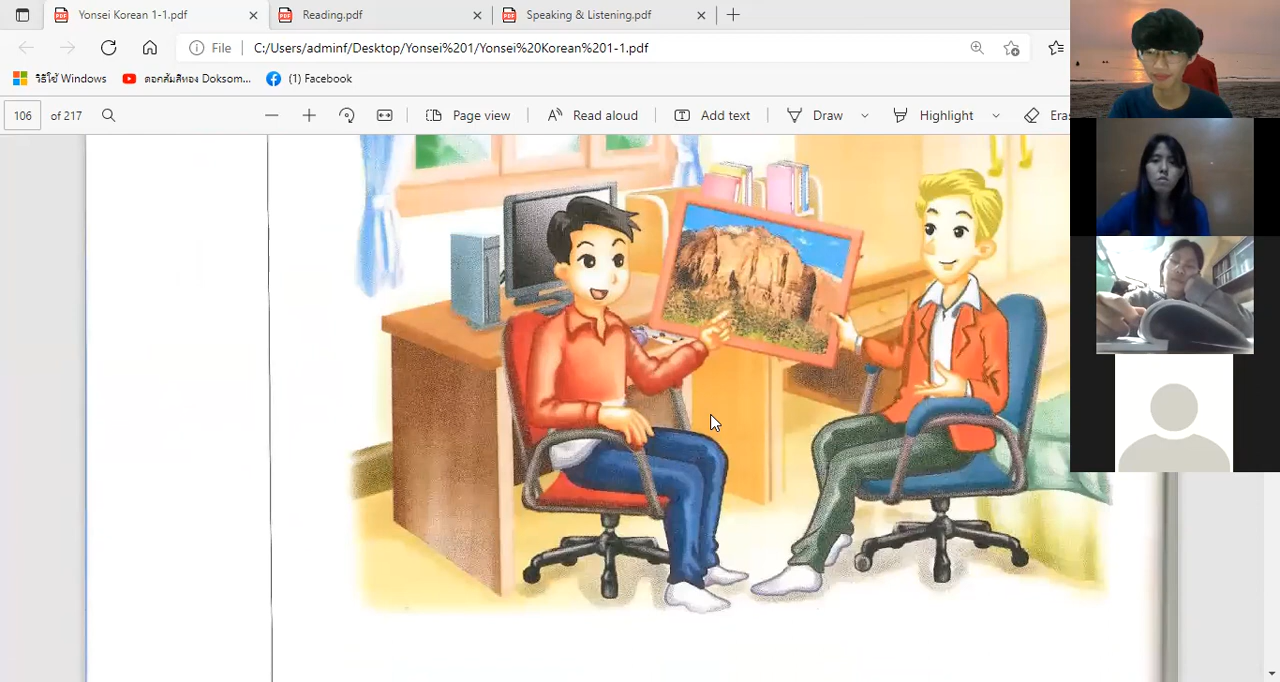 Yonsei Korean 1-1.pdf
Reading.pdf
Speaking & Listening.pdf
File
C:/Users/adminf/Desktop/Yonsei%201/Yonsei%20Korean%201-1.pdf
วิธีใช้ Windows
ดอกส้มสีทอง Doksom...
(1) Facebook
106 of 217
Page view
Read aloud
Add text
Draw
Highlight
Era